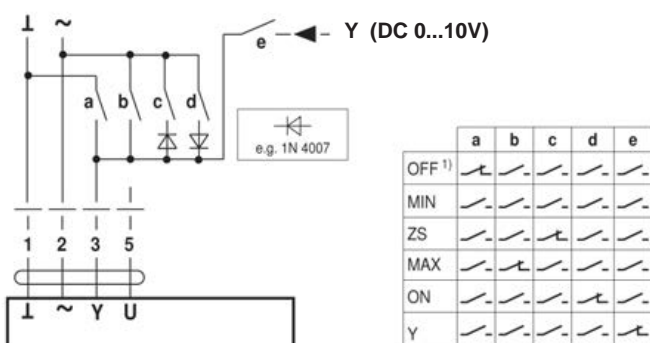 ⊥ ~
e Y (DC 0...10V)
a b c d
e.g. 1N 4007
1 2 3 5
⊥ ~ Y U
a b c d e
OFF 1)
MIN
ZS
MAX
ON
Y